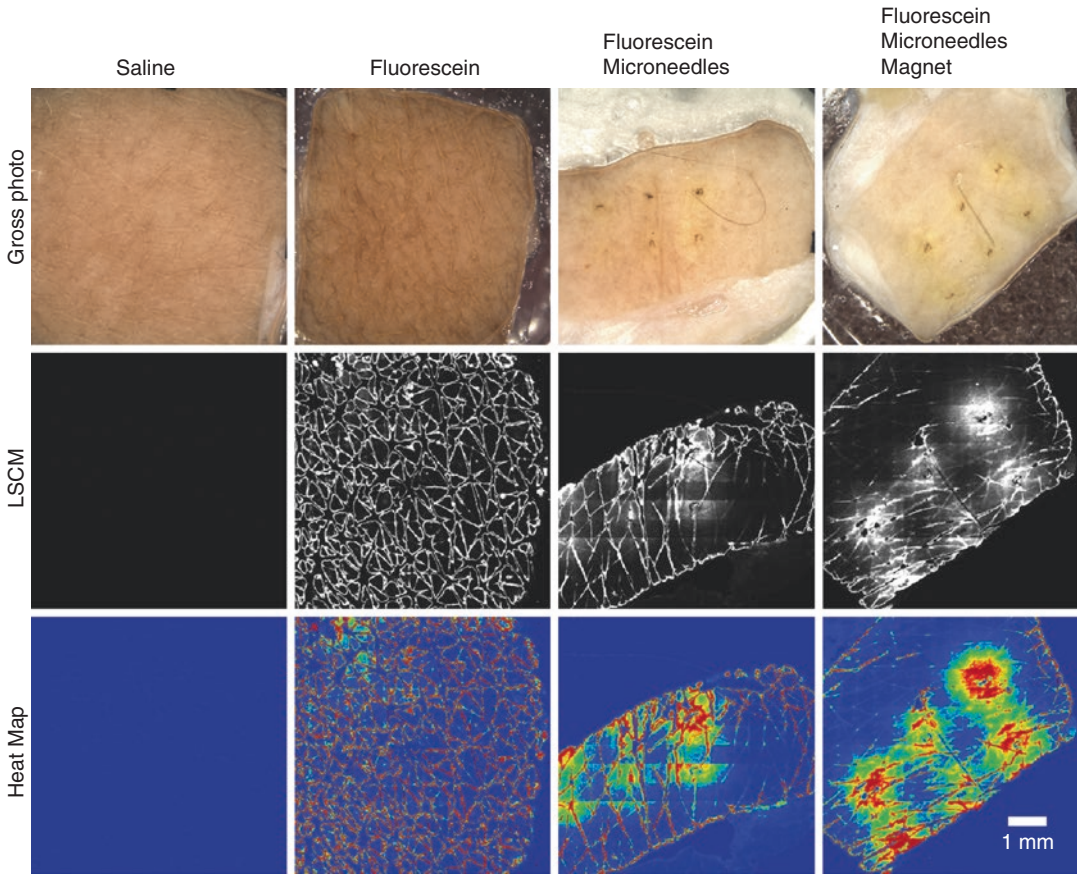 Saline
Fluorescein
Fluorescein
Microneedles
Fluorescein
Microneedles
Magnet
Gross photo
LSCM
Heat Map
1 mm